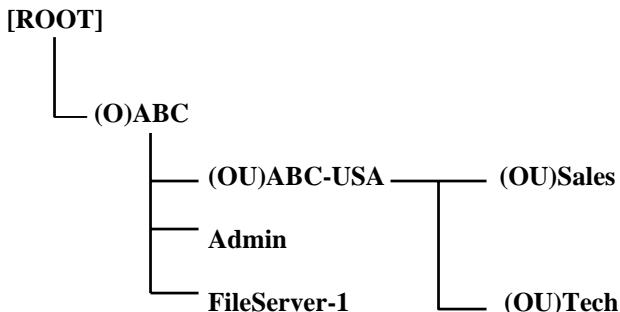 [ROOT]
(O)ABC
(OU)ABC-USA
(OU)Sales
Admin
FileServer-1
(OU)Tech